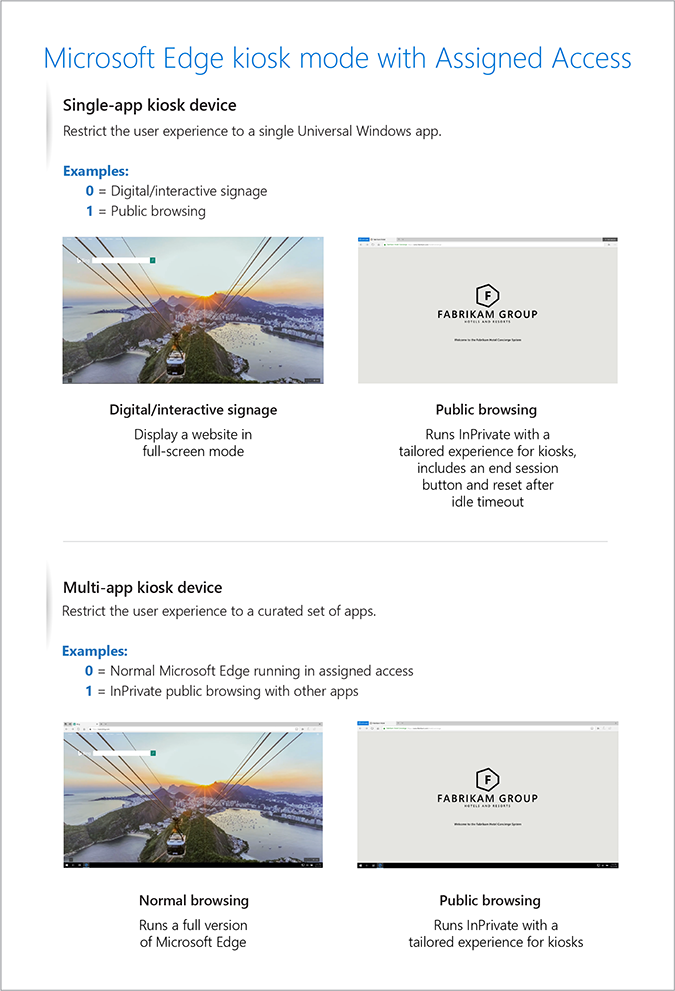 Microsoft Edge kiosk mode with Assigned Access
Single-app kiosk device
Restrict the user experience to a single Universal Windows app.
Examples:
0 = Digital/interactive signage
1 = Public browsing
FABRIKAM GROUP
HOTELS AND RESORTS
Welcome to the Fabrikam Hotel Concierge System
Digital/interactive signage
Display a website in
full-screen mode
Public browsing
Runs InPrivate with a
tailored experience for kiosks,
includes an end session
button and reset after
idle timeout
Multi-app kiosk device
Restrict the user experience to a curated set of apps.
Examples:
0 = Normal Microsoft Edge running in assigned access
1 = InPrivate public browsing with other apps
FABRIKAM GROUP
HOTELS AND RESORTS
Welcome to the Fabrikam Hotel Concierge System
Normal browsing
Runs a full version
of Microsoft Edge
Public browsing
Runs InPrivate with a
tailored experience for kiosks